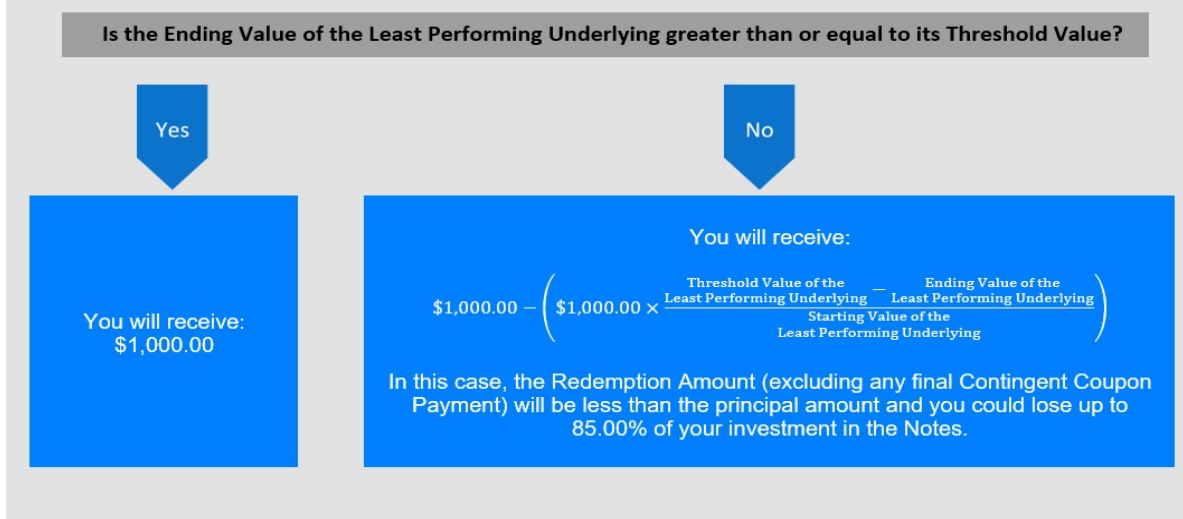 Is the Ending Value of the Least Performing Underlying greater than or equal to its Threshold Value?
Yes
No
You will receive:
$1,000.00
You will receive:
$1,000.00 − ( $1,000.00 × (Threshold Value of the Least Performing Underlying − Ending Value of the Least Performing Underlying) / Starting Value of the Least Performing Underlying )
In this case, the Redemption Amount (excluding any final Contingent Coupon
Payment) will be less than the principal amount and you could lose up to
85.00% of your investment in the Notes.